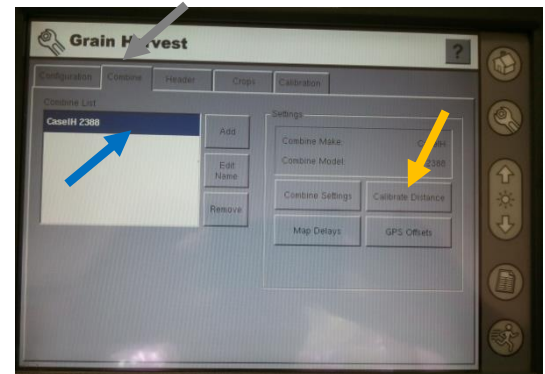 Grain Harvest
?
Configuration Combine Header Crops Calibration
Combine List
CaseIH 2388
Add
Edit
Name
Remove
Settings
Combine Make:
Combine Model: 2388
Combine Settings Calibrate Distance
Map Delays GPS Offsets